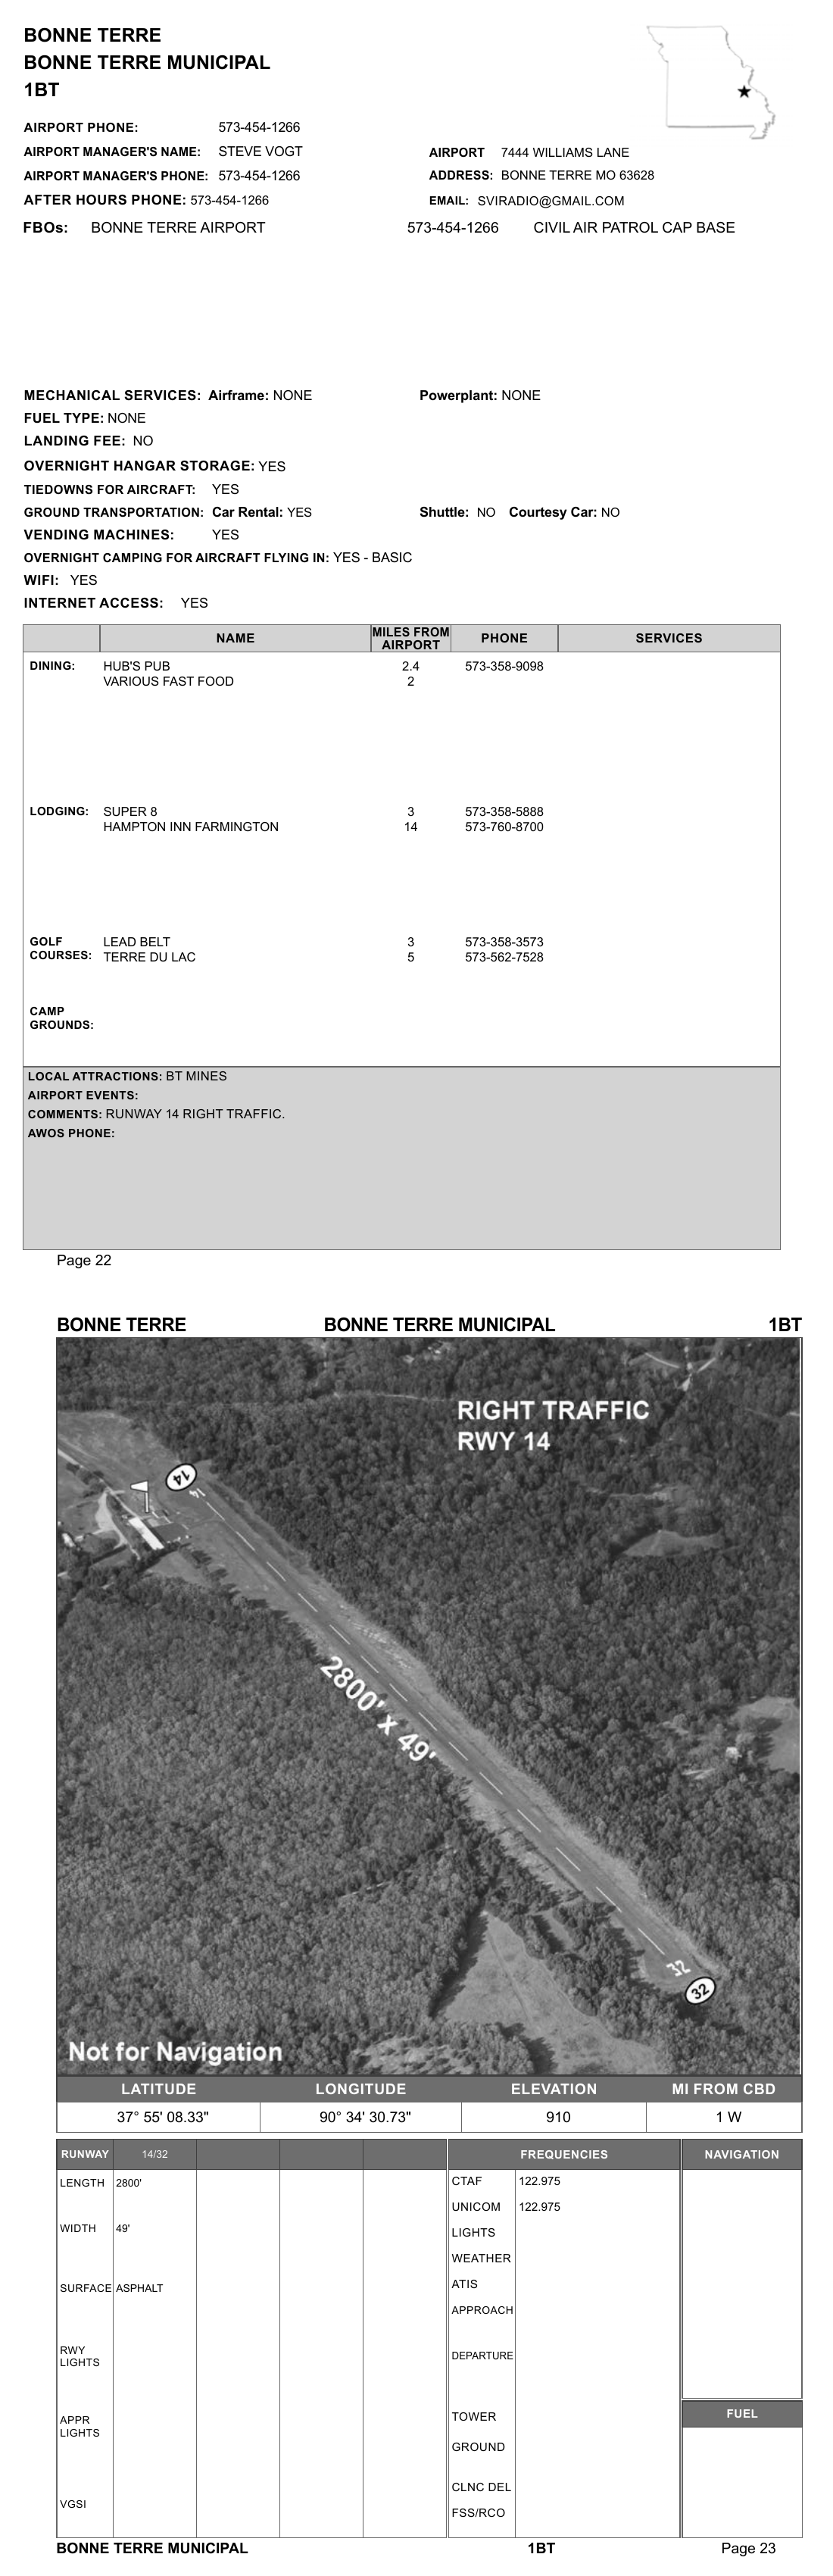 BONNE TERRE
BONNE TERRE MUNICIPAL
1BT
AIRPORT PHONE: 573-454-1266
AIRPORT MANAGER'S NAME: STEVE VOGT
AIRPORT 7444 WILLIAMS LANE
AIRPORT MANAGER'S PHONE: 573-454-1266
ADDRESS: BONNE TERRE MO 63628
AFTER HOURS PHONE: 573-454-1266
EMAIL: SVIRADIO@GMAIL.COM
FBOs: BONNE TERRE AIRPORT 573-454-1266 CIVIL AIR PATROL CAP BASE
MECHANICAL SERVICES: Airframe: NONE Powerplant: NONE
FUEL TYPE: NONE
LANDING FEE: NO
OVERNIGHT HANGAR STORAGE: YES
TIEDOWNS FOR AIRCRAFT: YES
GROUND TRANSPORTATION: Car Rental: YES Shuttle: NO Courtesy Car: NO
VENDING MACHINES: YES
OVERNIGHT CAMPING FOR AIRCRAFT FLYING IN: YES - BASIC
WIFI: YES
INTERNET ACCESS: YES
NAME MILES FROM AIRPORT PHONE SERVICES
DINING: HUB'S PUB 2.4 573-358-9098
VARIOUS FAST FOOD 2
LODGING: SUPER 8 3 573-358-5888
HAMPTON INN FARMINGTON 14 573-760-8700
GOLF COURSES: LEAD BELT 3 573-358-3573
TERRE DU LAC 5 573-562-7528
CAMP
GROUNDS:
LOCAL ATTRACTIONS: BT MINES
AIRPORT EVENTS:
COMMENTS: RUNWAY 14 RIGHT TRAFFIC.
AWOS PHONE:
Page 22
BONNE TERRE BONNE TERRE MUNICIPAL 1BT
RIGHT TRAFFIC
RWY 14
14
2800' x 49'
32
32
Not for Navigation
LATITUDE LONGITUDE ELEVATION MI FROM CBD
37° 55' 08.33" 90° 34' 30.73" 910 1 W
RUNWAY 14/32 FREQUENCIES NAVIGATION
LENGTH 2800'
WIDTH 49'
SURFACE ASPHALT
RWY
LIGHTS
APPR
LIGHTS
VGSI
CTAF 122.975
UNICOM 122.975
LIGHTS
WEATHER
ATIS
APPROACH
DEPARTURE
TOWER
GROUND
CLNC DEL
FSS/RCO
FUEL
BONNE TERRE MUNICIPAL 1BT Page 23